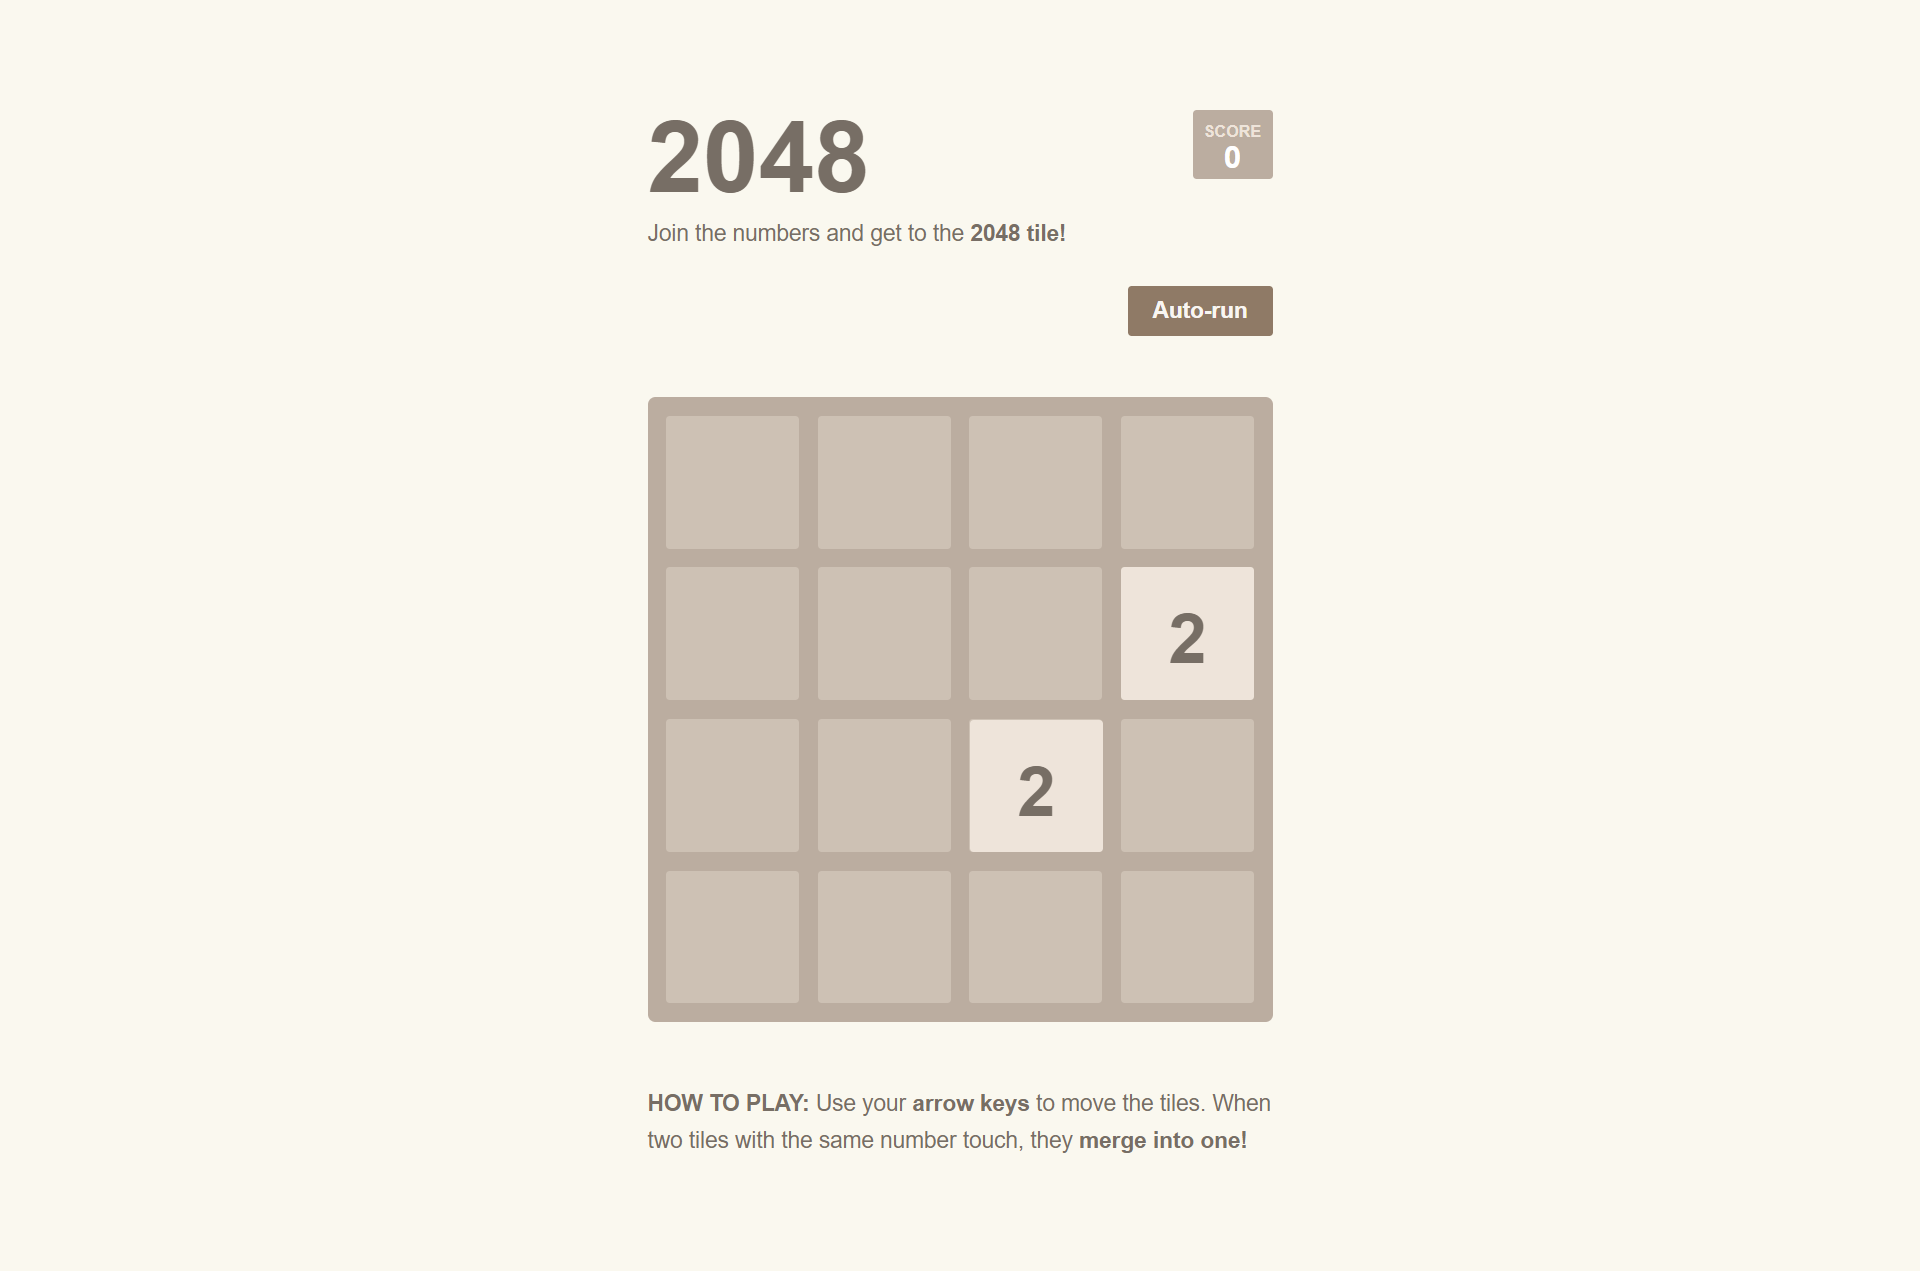 2048
SCORE
0
Join the numbers and get to the 2048 tile!
Auto-run
2
2
HOW TO PLAY: Use your arrow keys to move the tiles. When
two tiles with the same number touch, they merge into one!